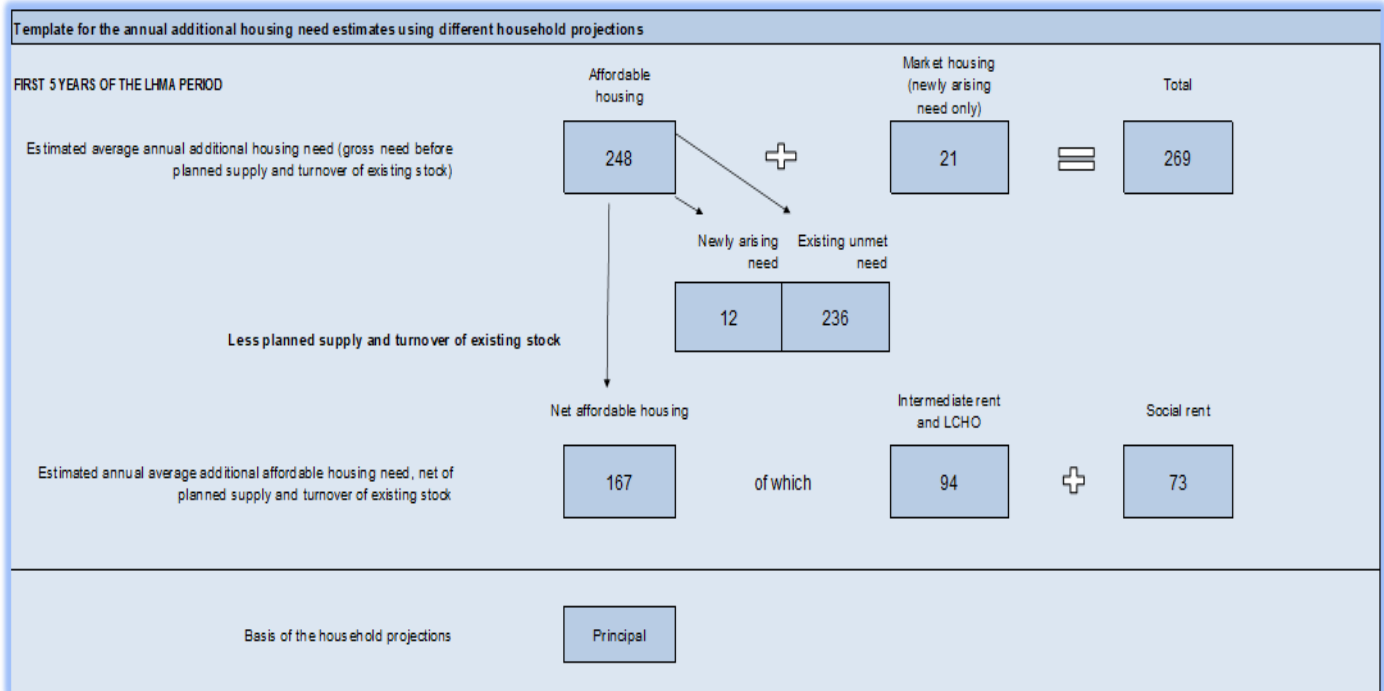 Template for the annual additional housing need estimates using different household projections
FIRST 5 YEARS OF THE LHMA PERIOD
Affordable
housing
Market housing
(newly arising
need only)
Total
Estimated average annual additional housing need (gross need before
planned supply and turnover of existing stock)
248
21
269
Newly arising
need
Existing unmet
need
12
236
Less planned supply and turnover of existing stock
Net affordable housing
Intermediate rent
and LCHO
Social rent
Estimated annual average additional affordable housing need, net of
planned supply and turnover of existing stock
167
of which
94
73
Basis of the household projections
Principal